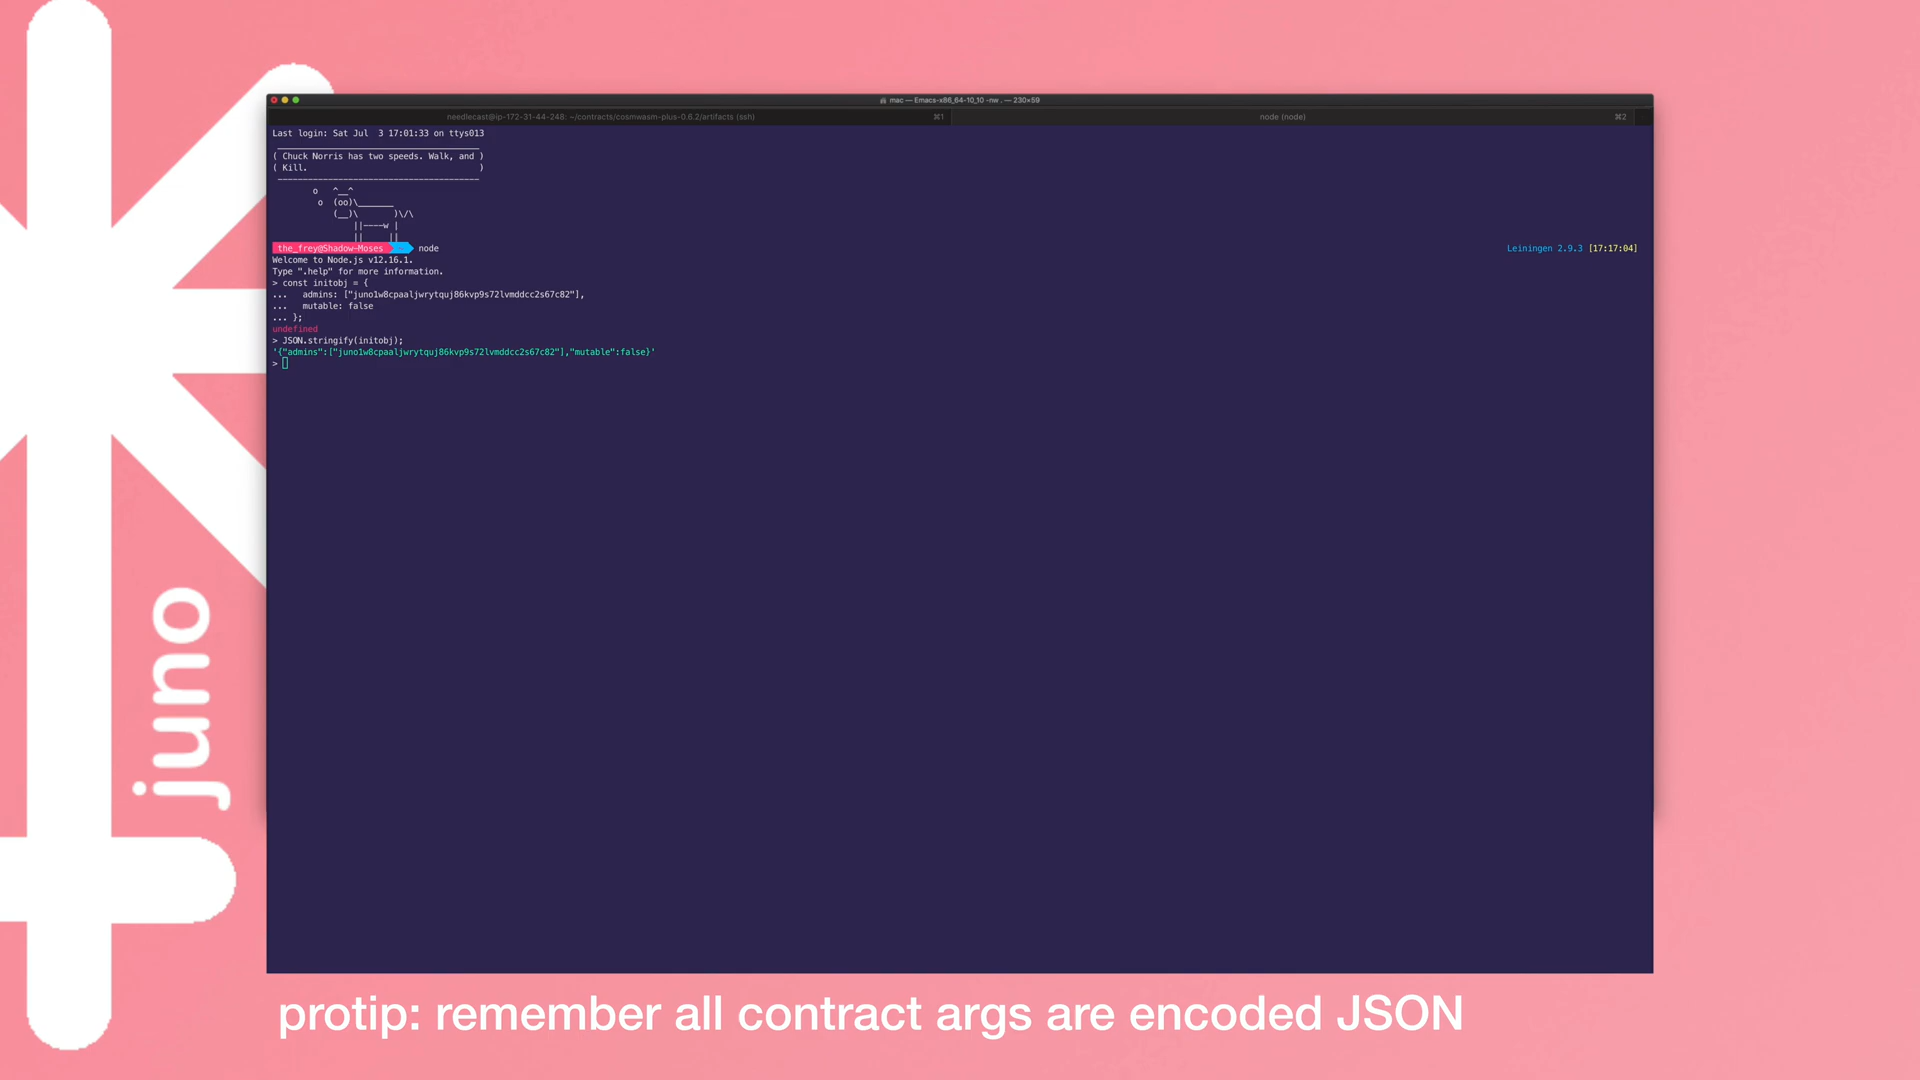 mac — Emacs-x86_64-10_10 -nw . — 230×59
needlecast@ip-172-31-44-248: ~/contracts/cosmwasm-plus-0.6.2/artifacts (ssh) ⌘1 node (node) ⌘2
Last login: Sat Jul  3 17:01:33 on ttys013
 ________________________________________
( Chuck Norris has two speeds. Walk, and )
( Kill.                                  )
 ----------------------------------------
        o   ^__^
         o  (oo)\_______
            (__)\       )\/\
                ||----w |
                ||     ||
the_frey@Shadow-Moses ~ node Leiningen 2.9.3 [17:17:04]
Welcome to Node.js v12.16.1.
Type ".help" for more information.
> const initobj = {
...   admins: ["juno1w8cpaaljwrytquj86kvp9s72lvmddcc2s67c82"],
...   mutable: false
... };
undefined
> JSON.stringify(initobj);
'{"admins":["juno1w8cpaaljwrytquj86kvp9s72lvmddcc2s67c82"],"mutable":false}'
>
juno
protip: remember all contract args are encoded JSON